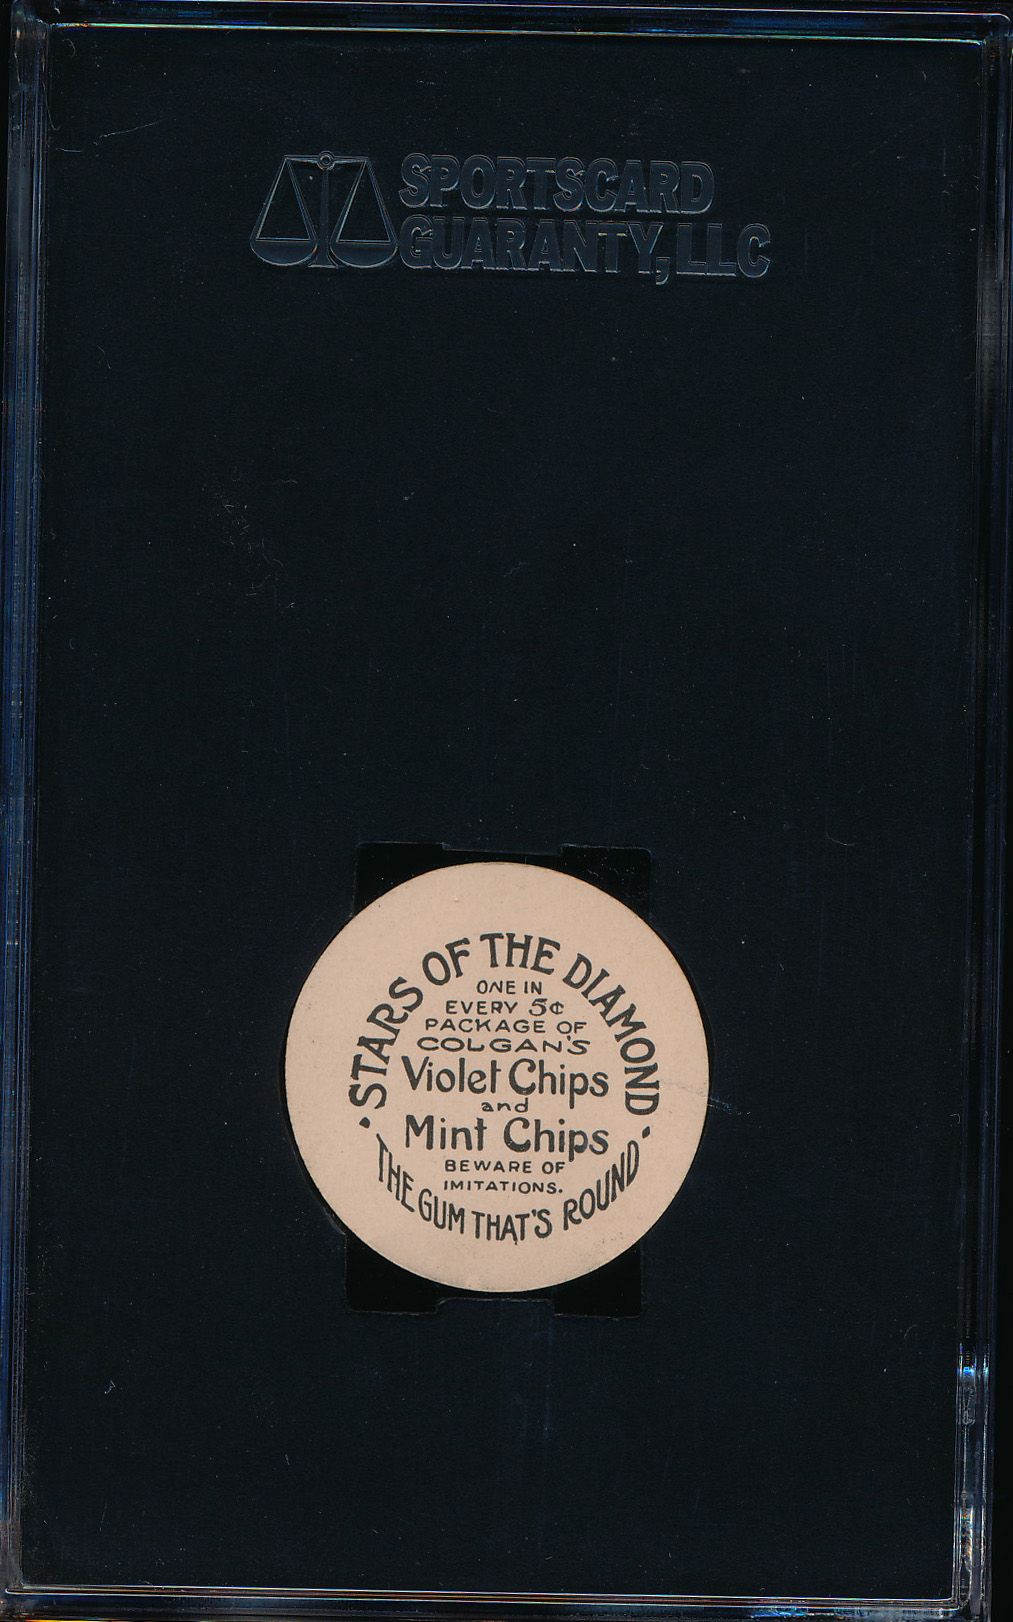 SPORTSCARD
GUARANTY, LLC
• STARS OF THE DIAMOND •
ONE IN
EVERY 5¢
PACKAGE OF
COLGAN'S
Violet Chips
and
Mint Chips
BEWARE OF
IMITATIONS.
THE GUM THAT'S ROUND